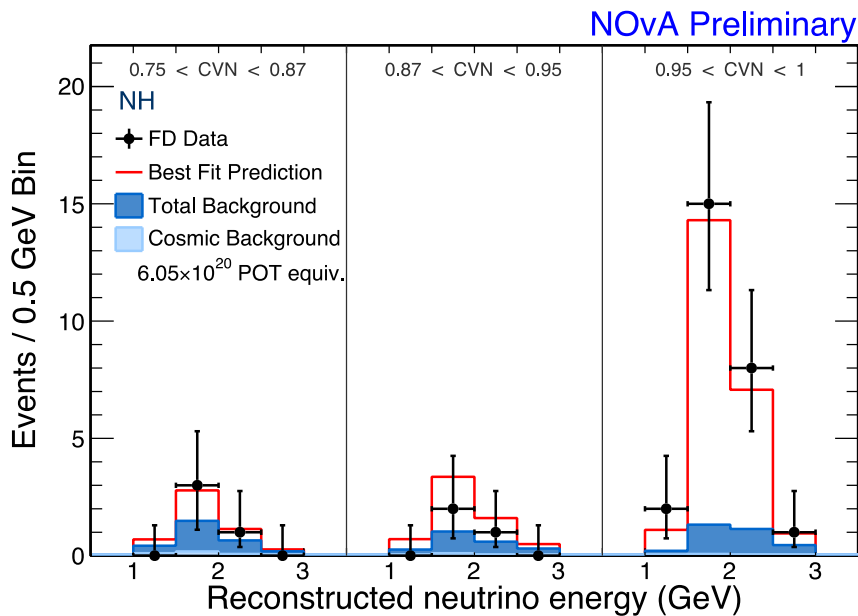 NOvA Preliminary
0.75 < CVN < 0.87
0.87 < CVN < 0.95
0.95 < CVN < 1
NH
FD Data
Best Fit Prediction
Total Background
Cosmic Background
6.05×10²⁰ POT equiv.
Events / 0.5 GeV Bin
20
15
10
5
0
1 2 3 1 2 3 1 2 3
Reconstructed neutrino energy (GeV)